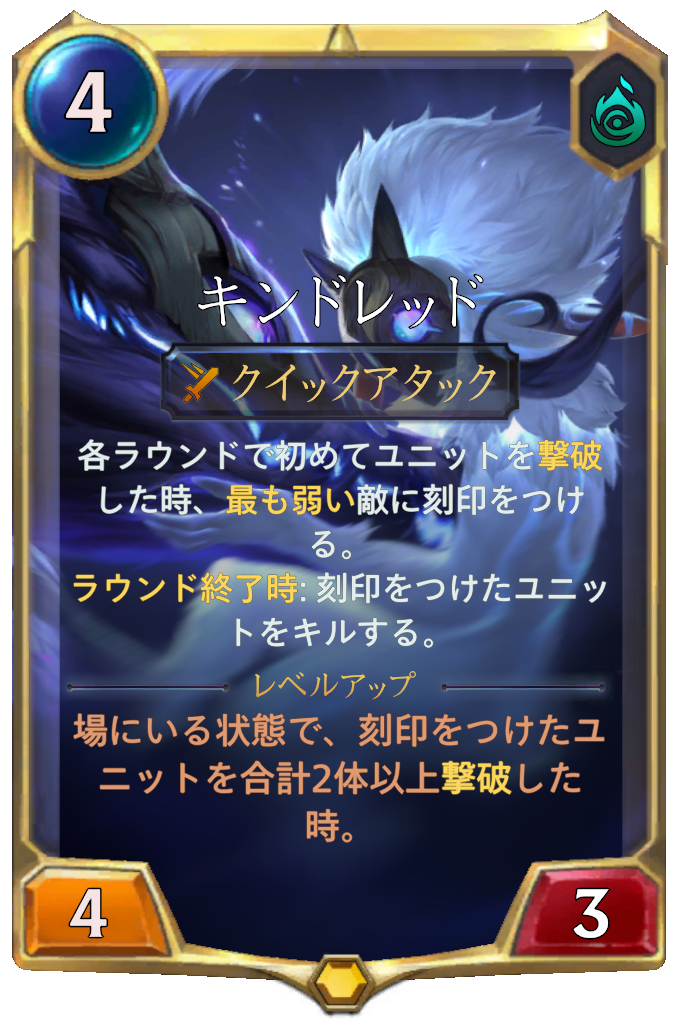 4
キンドレッド
クイックアタック
各ラウンドで初めてユニットを撃破
した時、最も弱い敵に刻印をつけ
る。
ラウンド終了時: 刻印をつけたユニッ
トをキルする。
レベルアップ
場にいる状態で、刻印をつけたユ
ニットを合計2体以上撃破した
時。
4
3